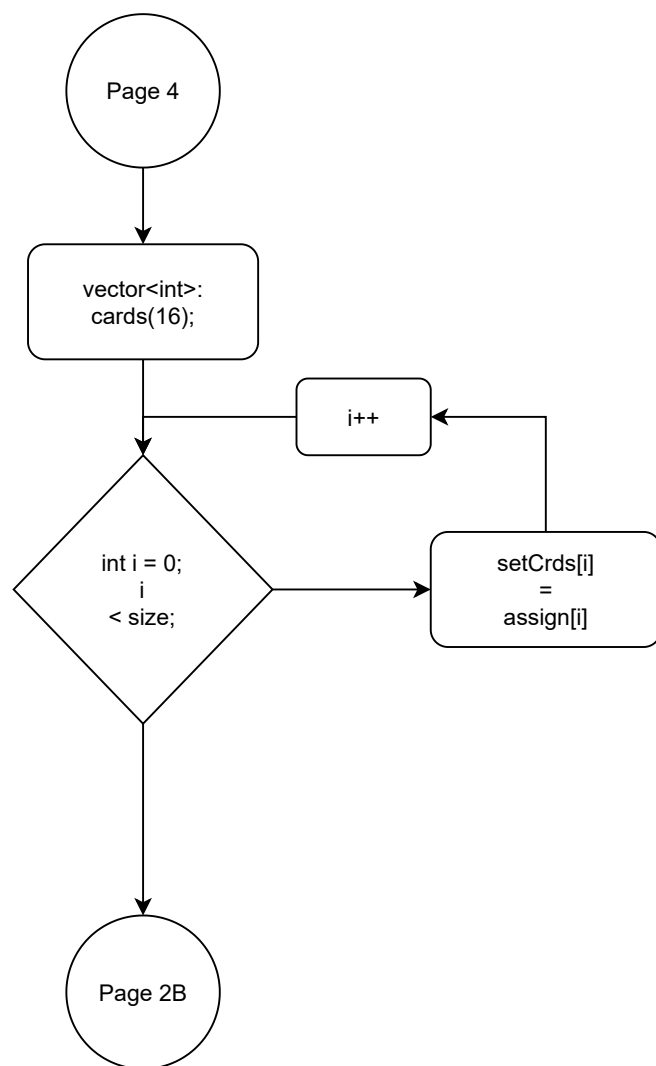 Page 4
vector<int>:
cards(16);
i++
int i = 0;
i
< size;
setCrds[i]
=
assign[i]
Page 2B